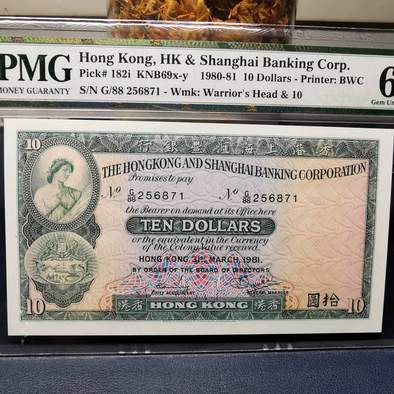 PMG Hong Kong, HK & Shanghai Banking Corp.
Pick# 182i KNB69x-y 1980-81 10 Dollars - Printer: BWC
MONEY GUARANTY S/N G/88 256871 - Wmk: Warrior's Head & 10
6
Gem Un
10 行銀豐滙海上港香 10
THE HONGKONG AND SHANGHAI BANKING CORPORATION
Promises to pay
No G/88 256871 No G/88 256871
the Bearer on demand at its Office here
TEN DOLLARS
or the equivalent in the Currency
of the Colony Value received.
HONG KONG 31ST MARCH 1981.
BY ORDER OF THE BOARD OF DIRECTORS
CHIEF ACCOUNTANT
圓拾
10 港香 HONG KONG 港香 10